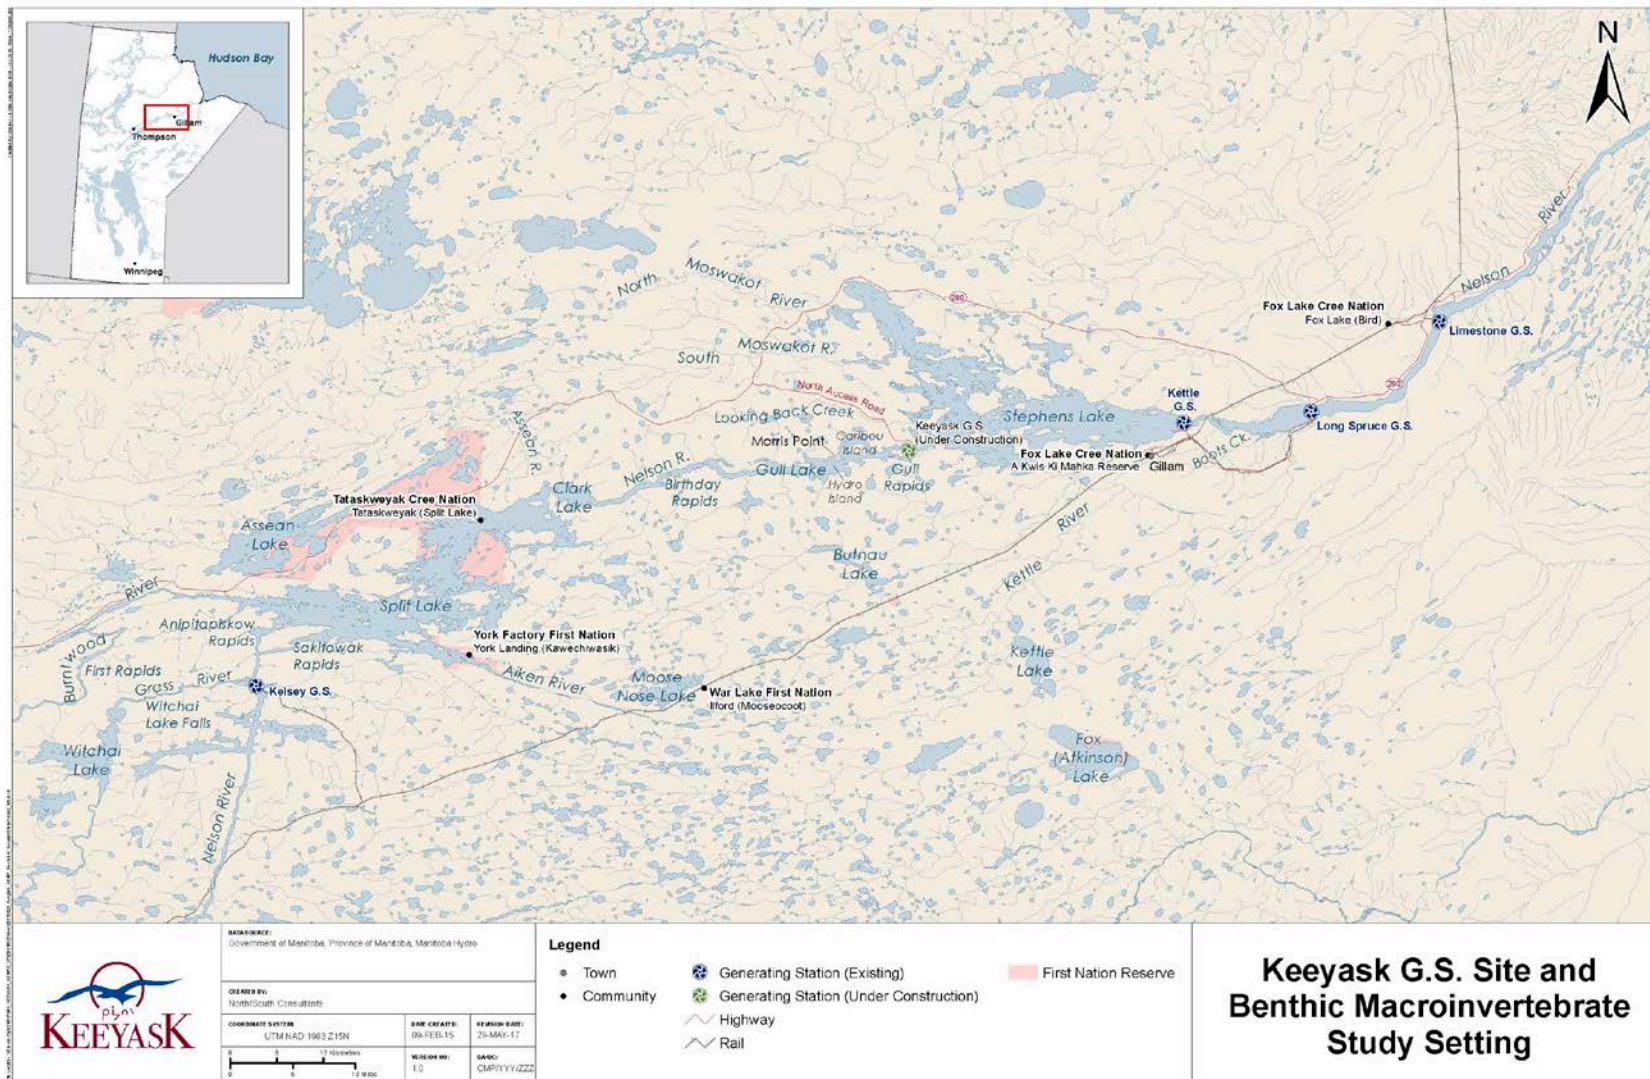 Hudson Bay
Gillam
Thompson
Winnipeg
N
North Moswakot River
280
River
Nelson
Fox Lake Cree Nation
Fox Lake (Bird)
Limestone G.S.
South Moswakot R.
North Access Road
290
Looking Back Creek
Stephens Lake
Kettle
G.S.
Long Spruce G.S.
Assean R.
Morris Point
Caribou
Island
Keeyask G.S.
(Under Construction)
Fox Lake Cree Nation
A Kwis Ki Mahka Reserve
Gillam
Boots Ck.
Nelson R.
Gull Lake
Gull
Rapids
Birthday
Rapids
Hydro
Island
Clark
Lake
Tataskweyak Cree Nation
Tataskweyak (Split Lake)
Assean
Lake
Butnau
Lake
Kettle River
River
Split Lake
Anipitapiskow
Rapids
Sakitowak
Rapids
York Factory First Nation
York Landing (Kawechiwasik)
Burntwood
First Rapids
Grass River
Kelsey G.S.
Aiken River
Moose
Nose Lake
War Lake First Nation
Ilford (Mooseocoot)
Kettle
Lake
Witchai
Lake Falls
Witchai
Lake
Fox
(Atkinson)
Lake
Nelson River
KEEYASK
DATA SOURCE:
Government of Manitoba, Province of Manitoba, Manitoba Hydro
CREATED BY:
North/South Consultants
COORDINATE SYSTEM:
UTM NAD 1983 Z15N
DATE CREATED:
09-FEB-15
REVISION DATE:
29-MAY-17
VERSION NO:
1.0
QA/QC:
CMP/YYY/ZZZ
Legend
Town
Community
Generating Station (Existing)
Generating Station (Under Construction)
Highway
Rail
First Nation Reserve
Keeyask G.S. Site and
Benthic Macroinvertebrate
Study Setting